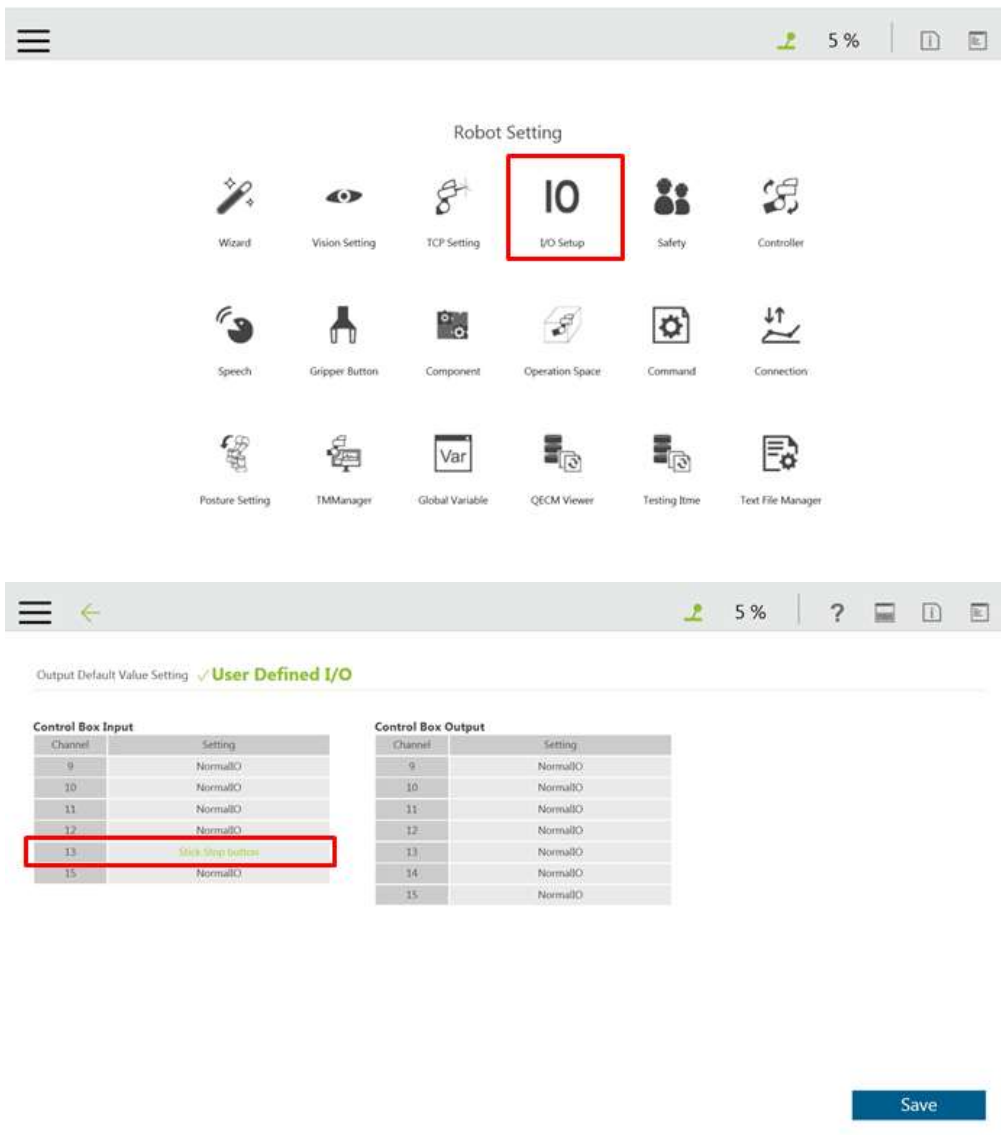 5 %
Robot Setting
IO
Wizard Vision Setting TCP Setting I/O Setup Safety Controller
Speech Gripper Button Component Operation Space Command Connection
Var
Posture Setting TMManager Global Variable QECM Viewer Testing Itme Text File Manager
5 % ?
Output Default Value Setting ✓User Defined I/O
Control Box Input Control Box Output
Channel Setting Channel Setting
9 NormalIO 9 NormalIO
10 NormalIO 10 NormalIO
11 NormalIO 11 NormalIO
12 NormalIO 12 NormalIO
13 Stick Stop button 13 NormalIO
15 NormalIO 14 NormalIO
15 NormalIO
Save